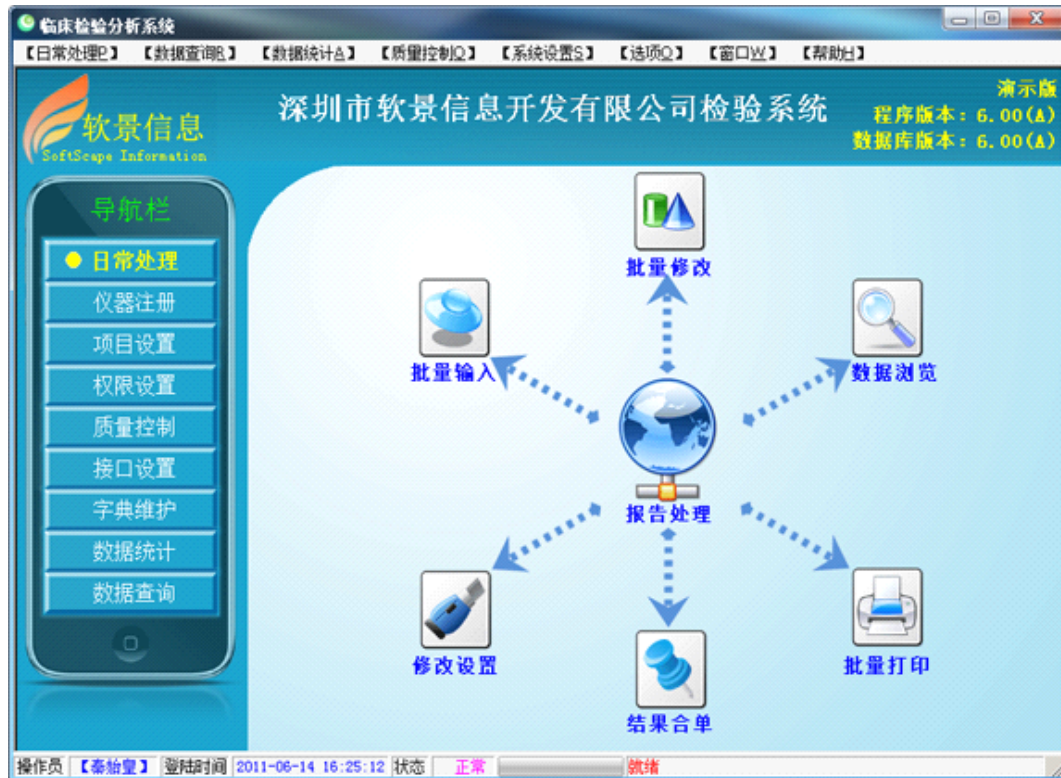 临床检验分析系统
【日常处理P】 【数据查询R】 【数据统计A】 【质量控制Q】 【系统设置S】 【选项O】 【窗口W】 【帮助H】
软景信息
SoftScape Information
深圳市软景信息开发有限公司检验系统
演示版
程序版本：6.00(A)
数据库版本：6.00(A)
导航栏
日常处理
仪器注册
项目设置
权限设置
质量控制
接口设置
字典维护
数据统计
数据查询
批量修改
批量输入
数据浏览
报告处理
修改设置
批量打印
结果合单
操作员 【秦始皇】 登陆时间 2011-06-14 16:25:12 状态 正常 就绪